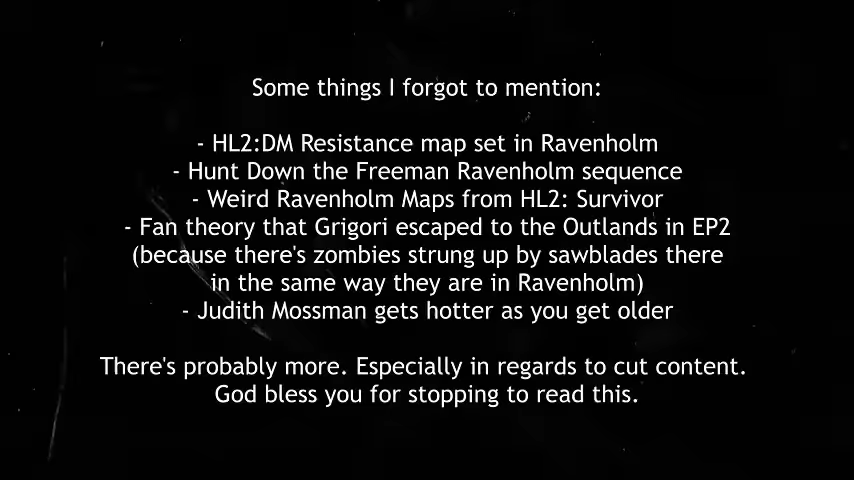 Some things I forgot to mention:
- HL2:DM Resistance map set in Ravenholm
- Hunt Down the Freeman Ravenholm sequence
- Weird Ravenholm Maps from HL2: Survivor
- Fan theory that Grigori escaped to the Outlands in EP2
(because there's zombies strung up by sawblades there
in the same way they are in Ravenholm)
- Judith Mossman gets hotter as you get older
There's probably more. Especially in regards to cut content.
God bless you for stopping to read this.